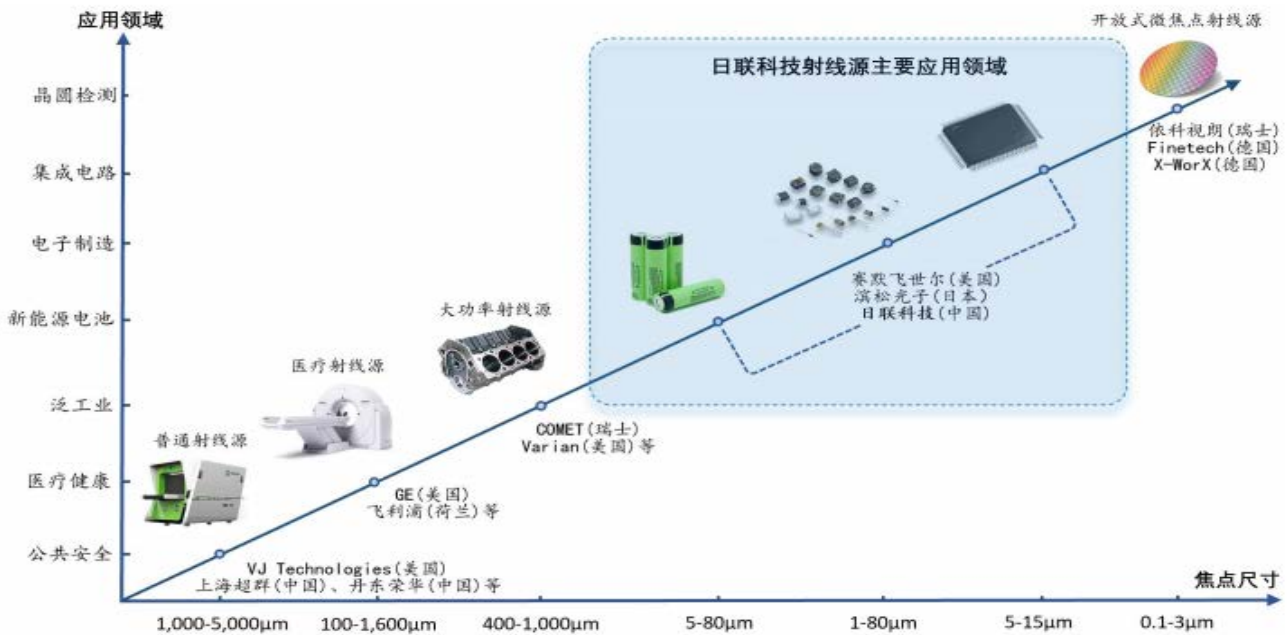 应用领域
开放式微焦点射线源
日联科技射线源主要应用领域
晶圆检测
依科视朗(瑞士)
Finetech(德国)
X-WorX(德国)
集成电路
电子制造
赛默飞世尔(美国)
滨松光子(日本)
日联科技(中国)
新能源电池
大功率射线源
医疗射线源
泛工业
COMET(瑞士)
Varian(美国)等
普通射线源
医疗健康
GE(美国)
飞利浦(荷兰)等
公共安全
VJ Technologies(美国)
上海超群(中国)、丹东荣华(中国)等
焦点尺寸
1,000-5,000μm
100-1,600μm
400-1,000μm
5-80μm
1-80μm
5-15μm
0.1-3μm